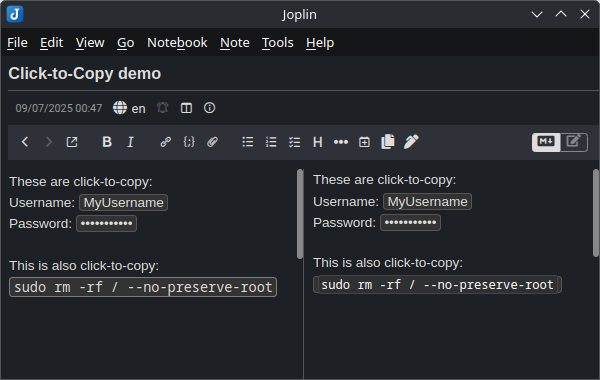 Joplin
File Edit View Go Notebook Note Tools Help
Click-to-Copy demo
09/07/2025 00:47 en
B I H
These are click-to-copy:
Username: MyUsername
Password: •••••••••••
This is also click-to-copy:
sudo rm -rf / --no-preserve-root
These are click-to-copy:
Username: MyUsername
Password: •••••••••••
This is also click-to-copy:
sudo rm -rf / --no-preserve-root